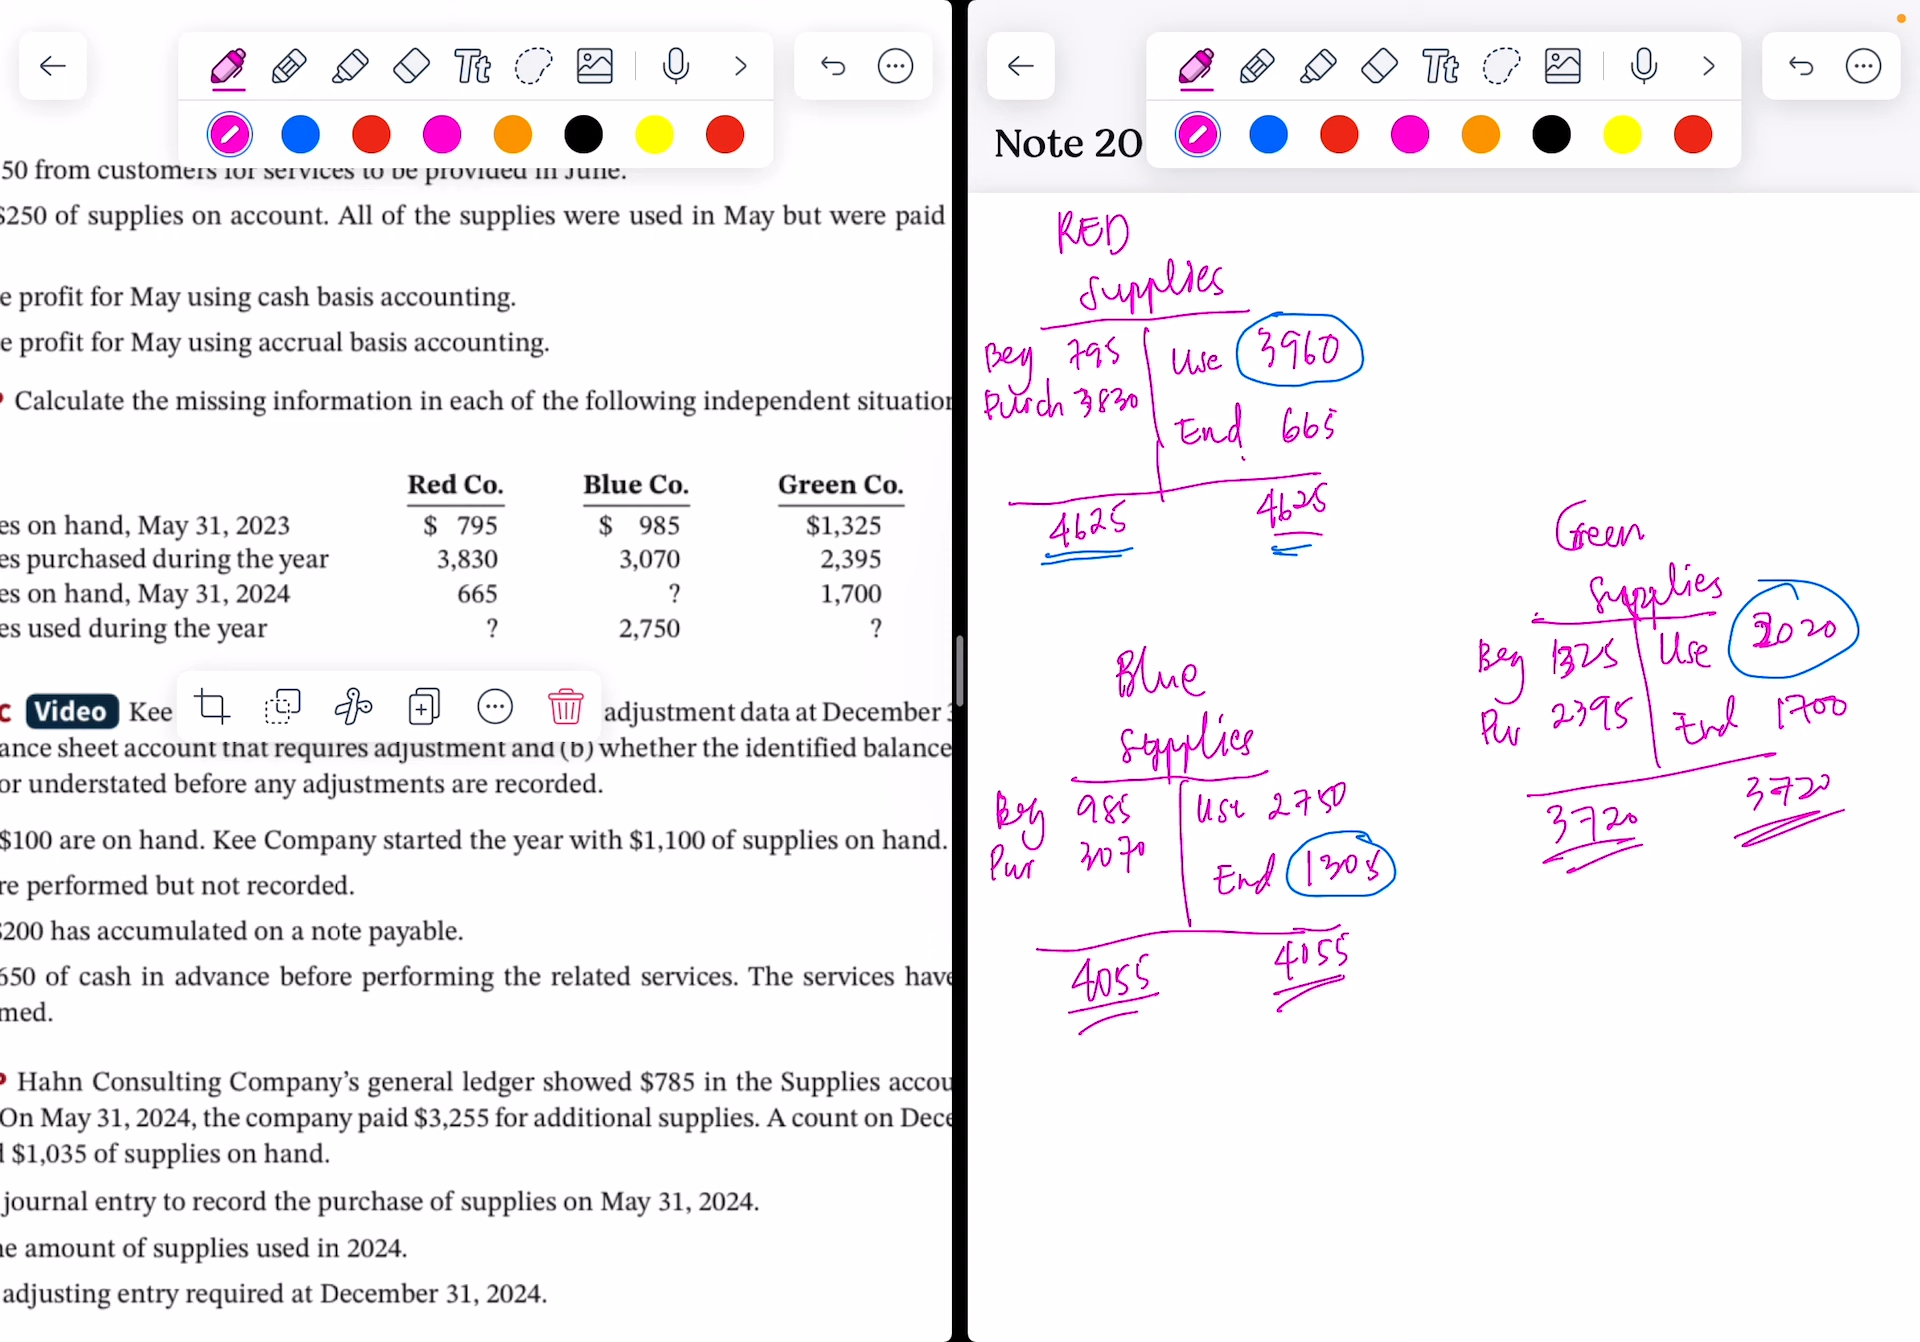 50 from customers for services to be provided in June.
$250 of supplies on account. All of the supplies were used in May but were paid
e profit for May using cash basis accounting.
e profit for May using accrual basis accounting.
Calculate the missing information in each of the following independent situation
Red Co. Blue Co. Green Co.
es on hand, May 31, 2023 $ 795 $ 985 $1,325
es purchased during the year 3,830 3,070 2,395
es on hand, May 31, 2024 665 ? 1,700
es used during the year ? 2,750 ?
C Video Kee adjustment data at December 3
ance sheet account that requires adjustment and (b) whether the identified balance
or understated before any adjustments are recorded.
$100 are on hand. Kee Company started the year with $1,100 of supplies on hand.
re performed but not recorded.
$200 has accumulated on a note payable.
650 of cash in advance before performing the related services. The services have
med.
Hahn Consulting Company's general ledger showed $785 in the Supplies accou
On May 31, 2024, the company paid $3,255 for additional supplies. A count on Dece
$1,035 of supplies on hand.
journal entry to record the purchase of supplies on May 31, 2024.
e amount of supplies used in 2024.
adjusting entry required at December 31, 2024.
Tt
Tt
Note 20
RED
Supplies
Beg 795 Use 3960
Purch 3830
End 665
4625 4625
Blue
Supplies
Beg 985 Use 2750
Pur 3070
End 1305
4055 4055
Green
Supplies
Beg 1325 Use 2020
Pur 2395 End 1700
3720 3720